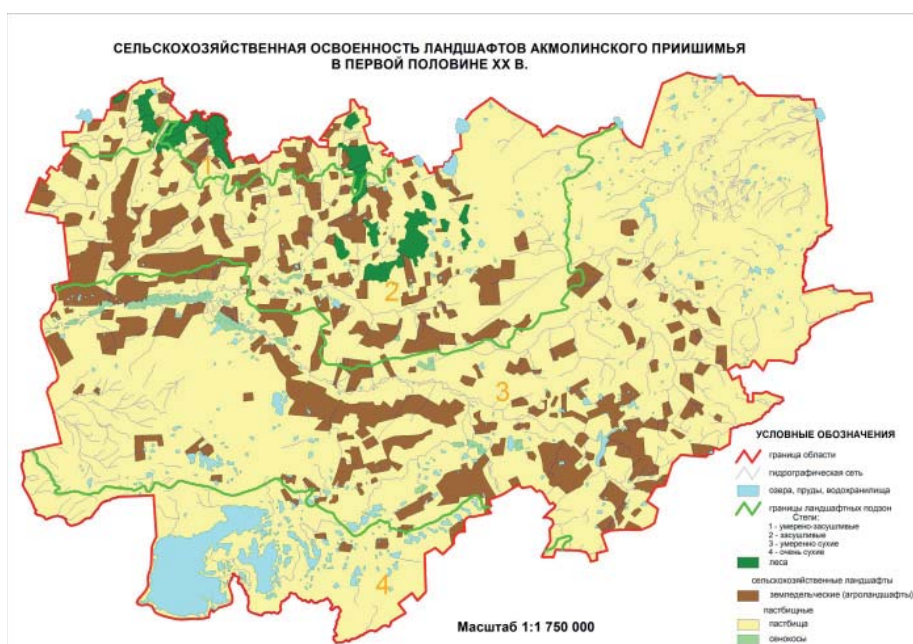 СЕЛЬСКОХОЗЯЙСТВЕННАЯ ОСВОЕННОСТЬ ЛАНДШАФТОВ АКМОЛИНСКОГО ПРИИШИМЬЯ
В ПЕРВОЙ ПОЛОВИНЕ XX В.
1
2
3
4
УСЛОВНЫЕ ОБОЗНАЧЕНИЯ
граница области
гидрографическая сеть
озера, пруды, водохранилища
границы ландшафтных подзон
Степи:
1 - умерено-засушливые
2 - засушливые
3 - умеренно сухие
4 - очень сухие
леса
сельскохозяйственные ландшафты
земледельческие (агроландшафты)
пастбищные
пастбища
сенокосы
Масштаб 1:1 750 000